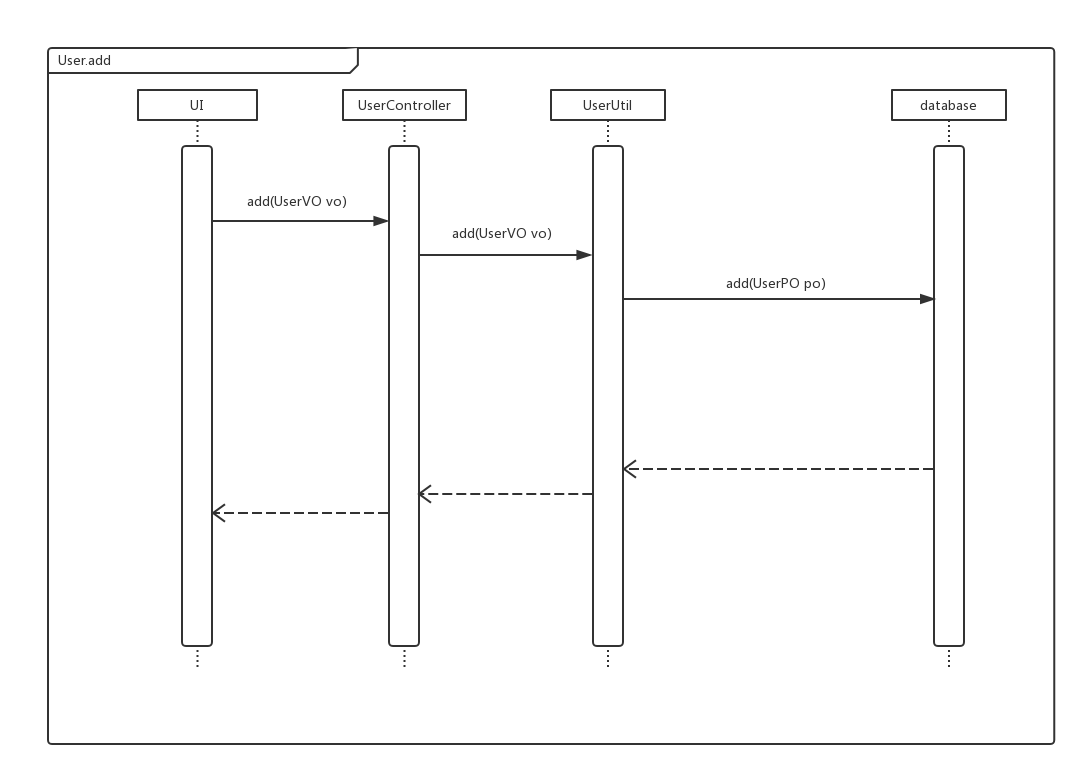 User.add
UI
UserController
UserUtil
database
add(UserVO vo)
add(UserVO vo)
add(UserPO po)